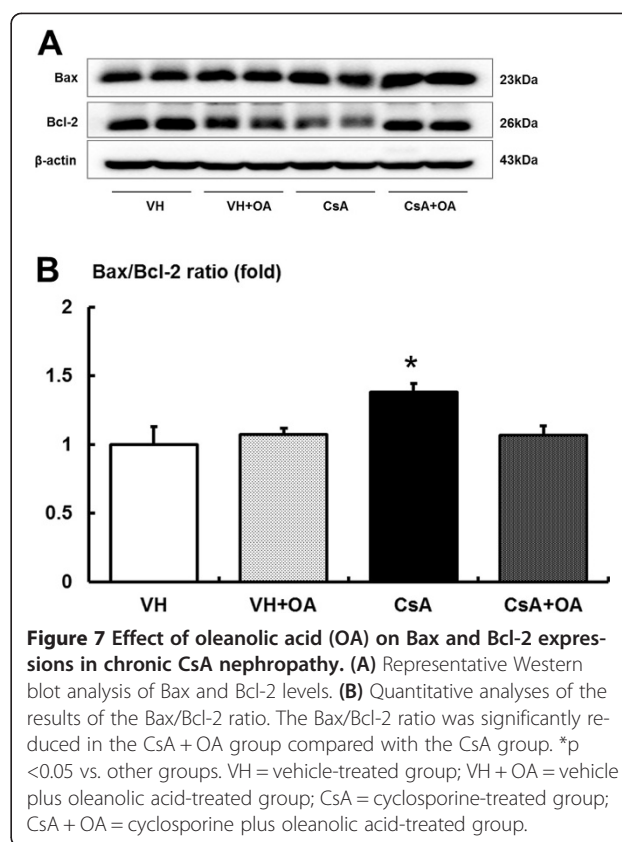 A
Bax 23kDa
Bcl-2 26kDa
β-actin 43kDa
VH VH+OA CsA CsA+OA
B Bax/Bcl-2 ratio (fold)
2
1.5
*
1
0.5
0
VH VH+OA CsA CsA+OA
Figure 7 Effect of oleanolic acid (OA) on Bax and Bcl-2 expres-
sions in chronic CsA nephropathy. (A) Representative Western
blot analysis of Bax and Bcl-2 levels. (B) Quantitative analyses of the
results of the Bax/Bcl-2 ratio. The Bax/Bcl-2 ratio was significantly re-
duced in the CsA + OA group compared with the CsA group. *p
<0.05 vs. other groups. VH = vehicle-treated group; VH + OA = vehicle
plus oleanolic acid-treated group; CsA = cyclosporine-treated group;
CsA + OA = cyclosporine plus oleanolic acid-treated group.